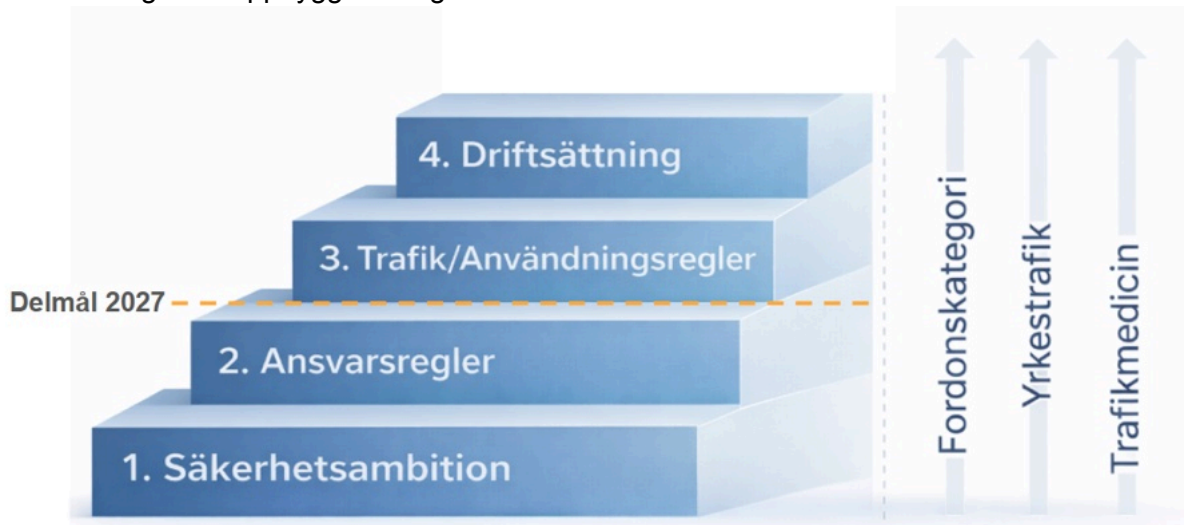 4. Driftsättning
3. Trafik/Användningsregler
Delmål 2027
2. Ansvarsregler
1. Säkerhetsambition
Fordonskategori
Yrkestrafik
Trafikmedicin